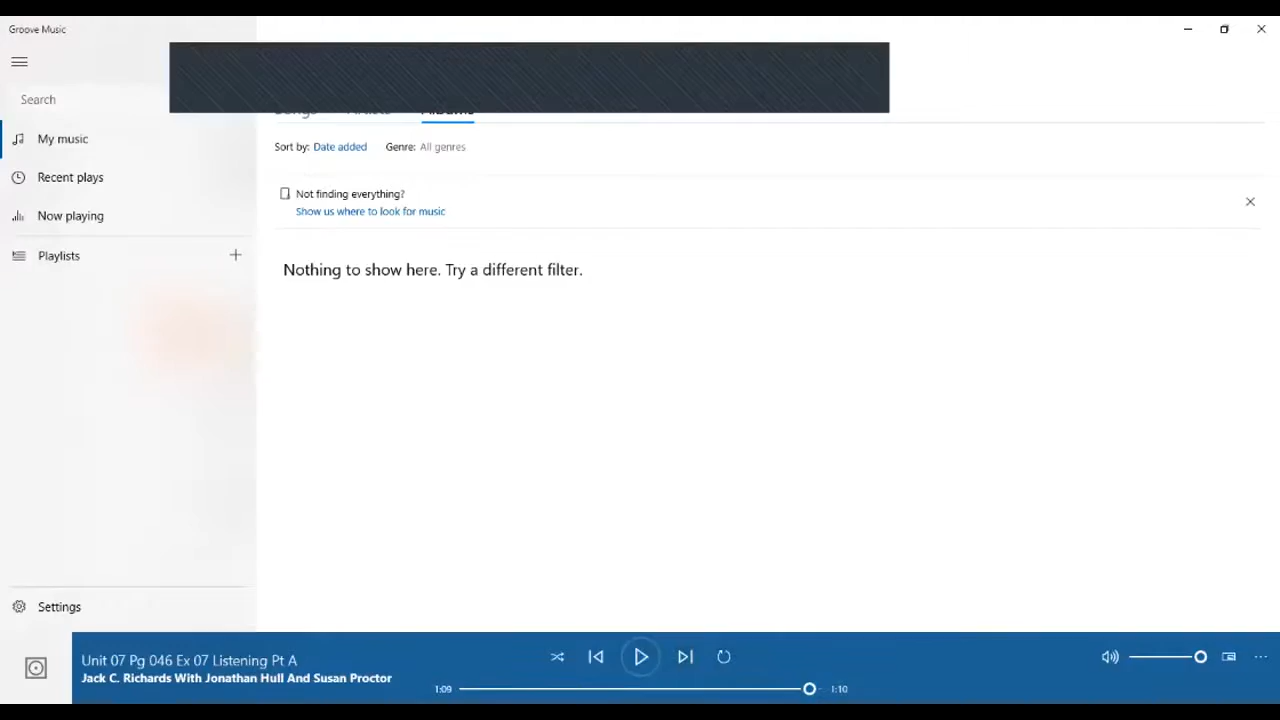 Groove Music
Search
My music
Recent plays
Now playing
Playlists
Settings
Albums
Sort by: Date added Genre: All genres
Not finding everything?
Show us where to look for music
Nothing to show here. Try a different filter.
Unit 07 Pg 046 Ex 07 Listening Pt A
Jack C. Richards With Jonathan Hull And Susan Proctor
1:09 1:10